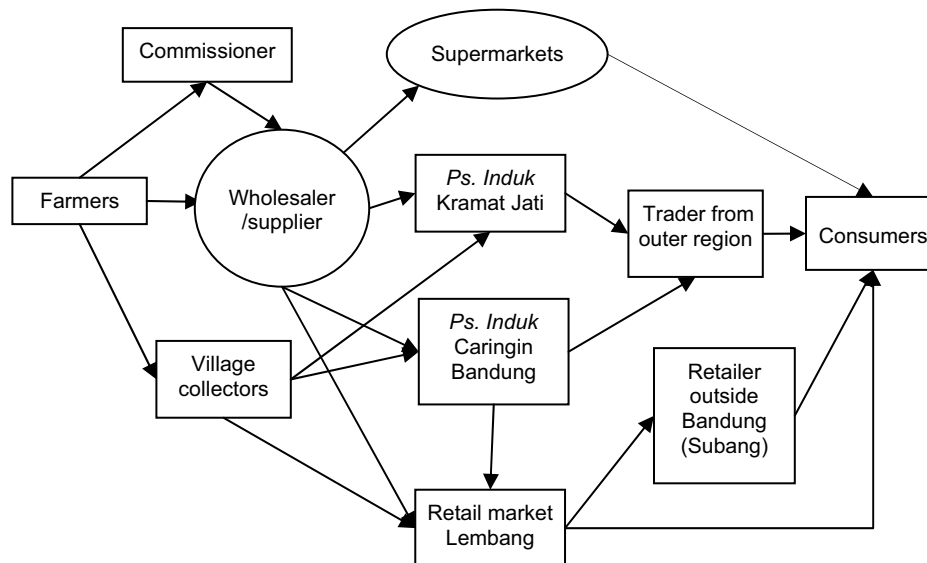 Commissioner
Supermarkets
Farmers
Wholesaler
/supplier
Ps. Induk
Kramat Jati
Trader from
outer region
Consumers
Village
collectors
Ps. Induk
Caringin
Bandung
Retailer
outside
Bandung
(Subang)
Retail market
Lembang